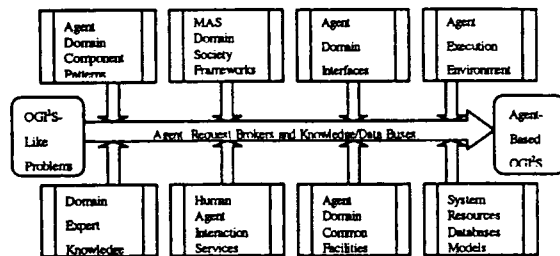 Agent
Domain
Component
Patterns
MAS
Domain
Society
Frameworks
Agent
Domain
Interfaces
Agent
Execution
Environment
OGI³S-
Like
Problems
Agent Request Brokers and Knowledge/Data Buses
Agent-
Based
OGI³S
Domain
Expert
Knowledge
Human
Agent
Interaction
Services
Agent
Domain
Common
Facilities
System
Resources
Databases
Models